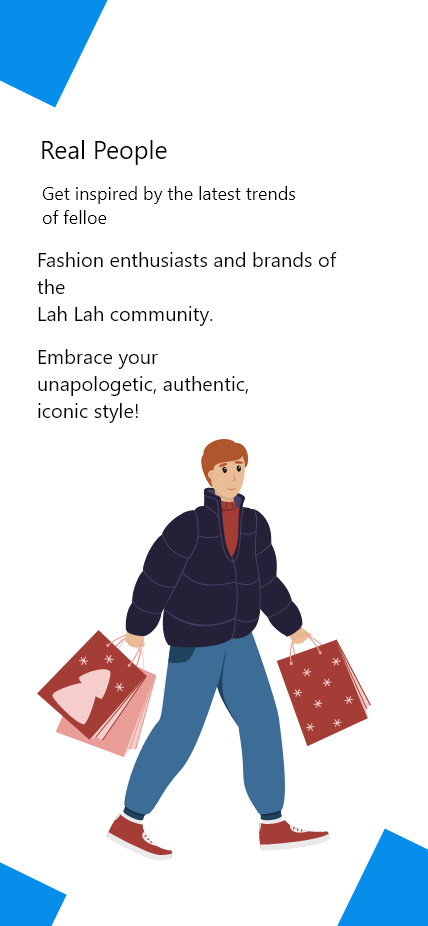 Real People
Get inspired by the latest trends
of felloe
Fashion enthusiasts and brands of
the
Lah Lah community.
Embrace your
unapologetic, authentic,
iconic style!